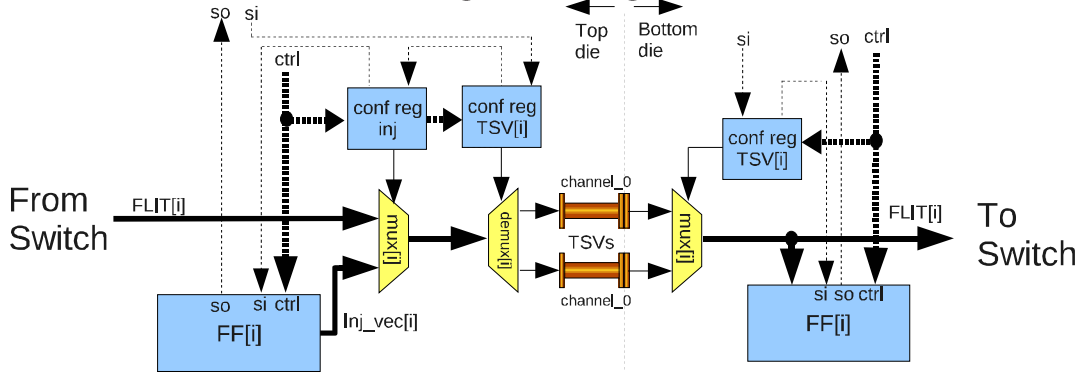 so
si
Top
die
Bottom
die
ctrl
si
so
ctrl
conf reg
inj
conf reg
TSV[i]
conf reg
TSV[i]
From
Switch
FLIT[i]
mux[i]
demux[i]
channel_0
TSVs
channel_0
mux[i]
FLIT[i]
To
Switch
so
si
ctrl
FF[i]
Inj_vec[i]
si
so
ctrl
FF[i]